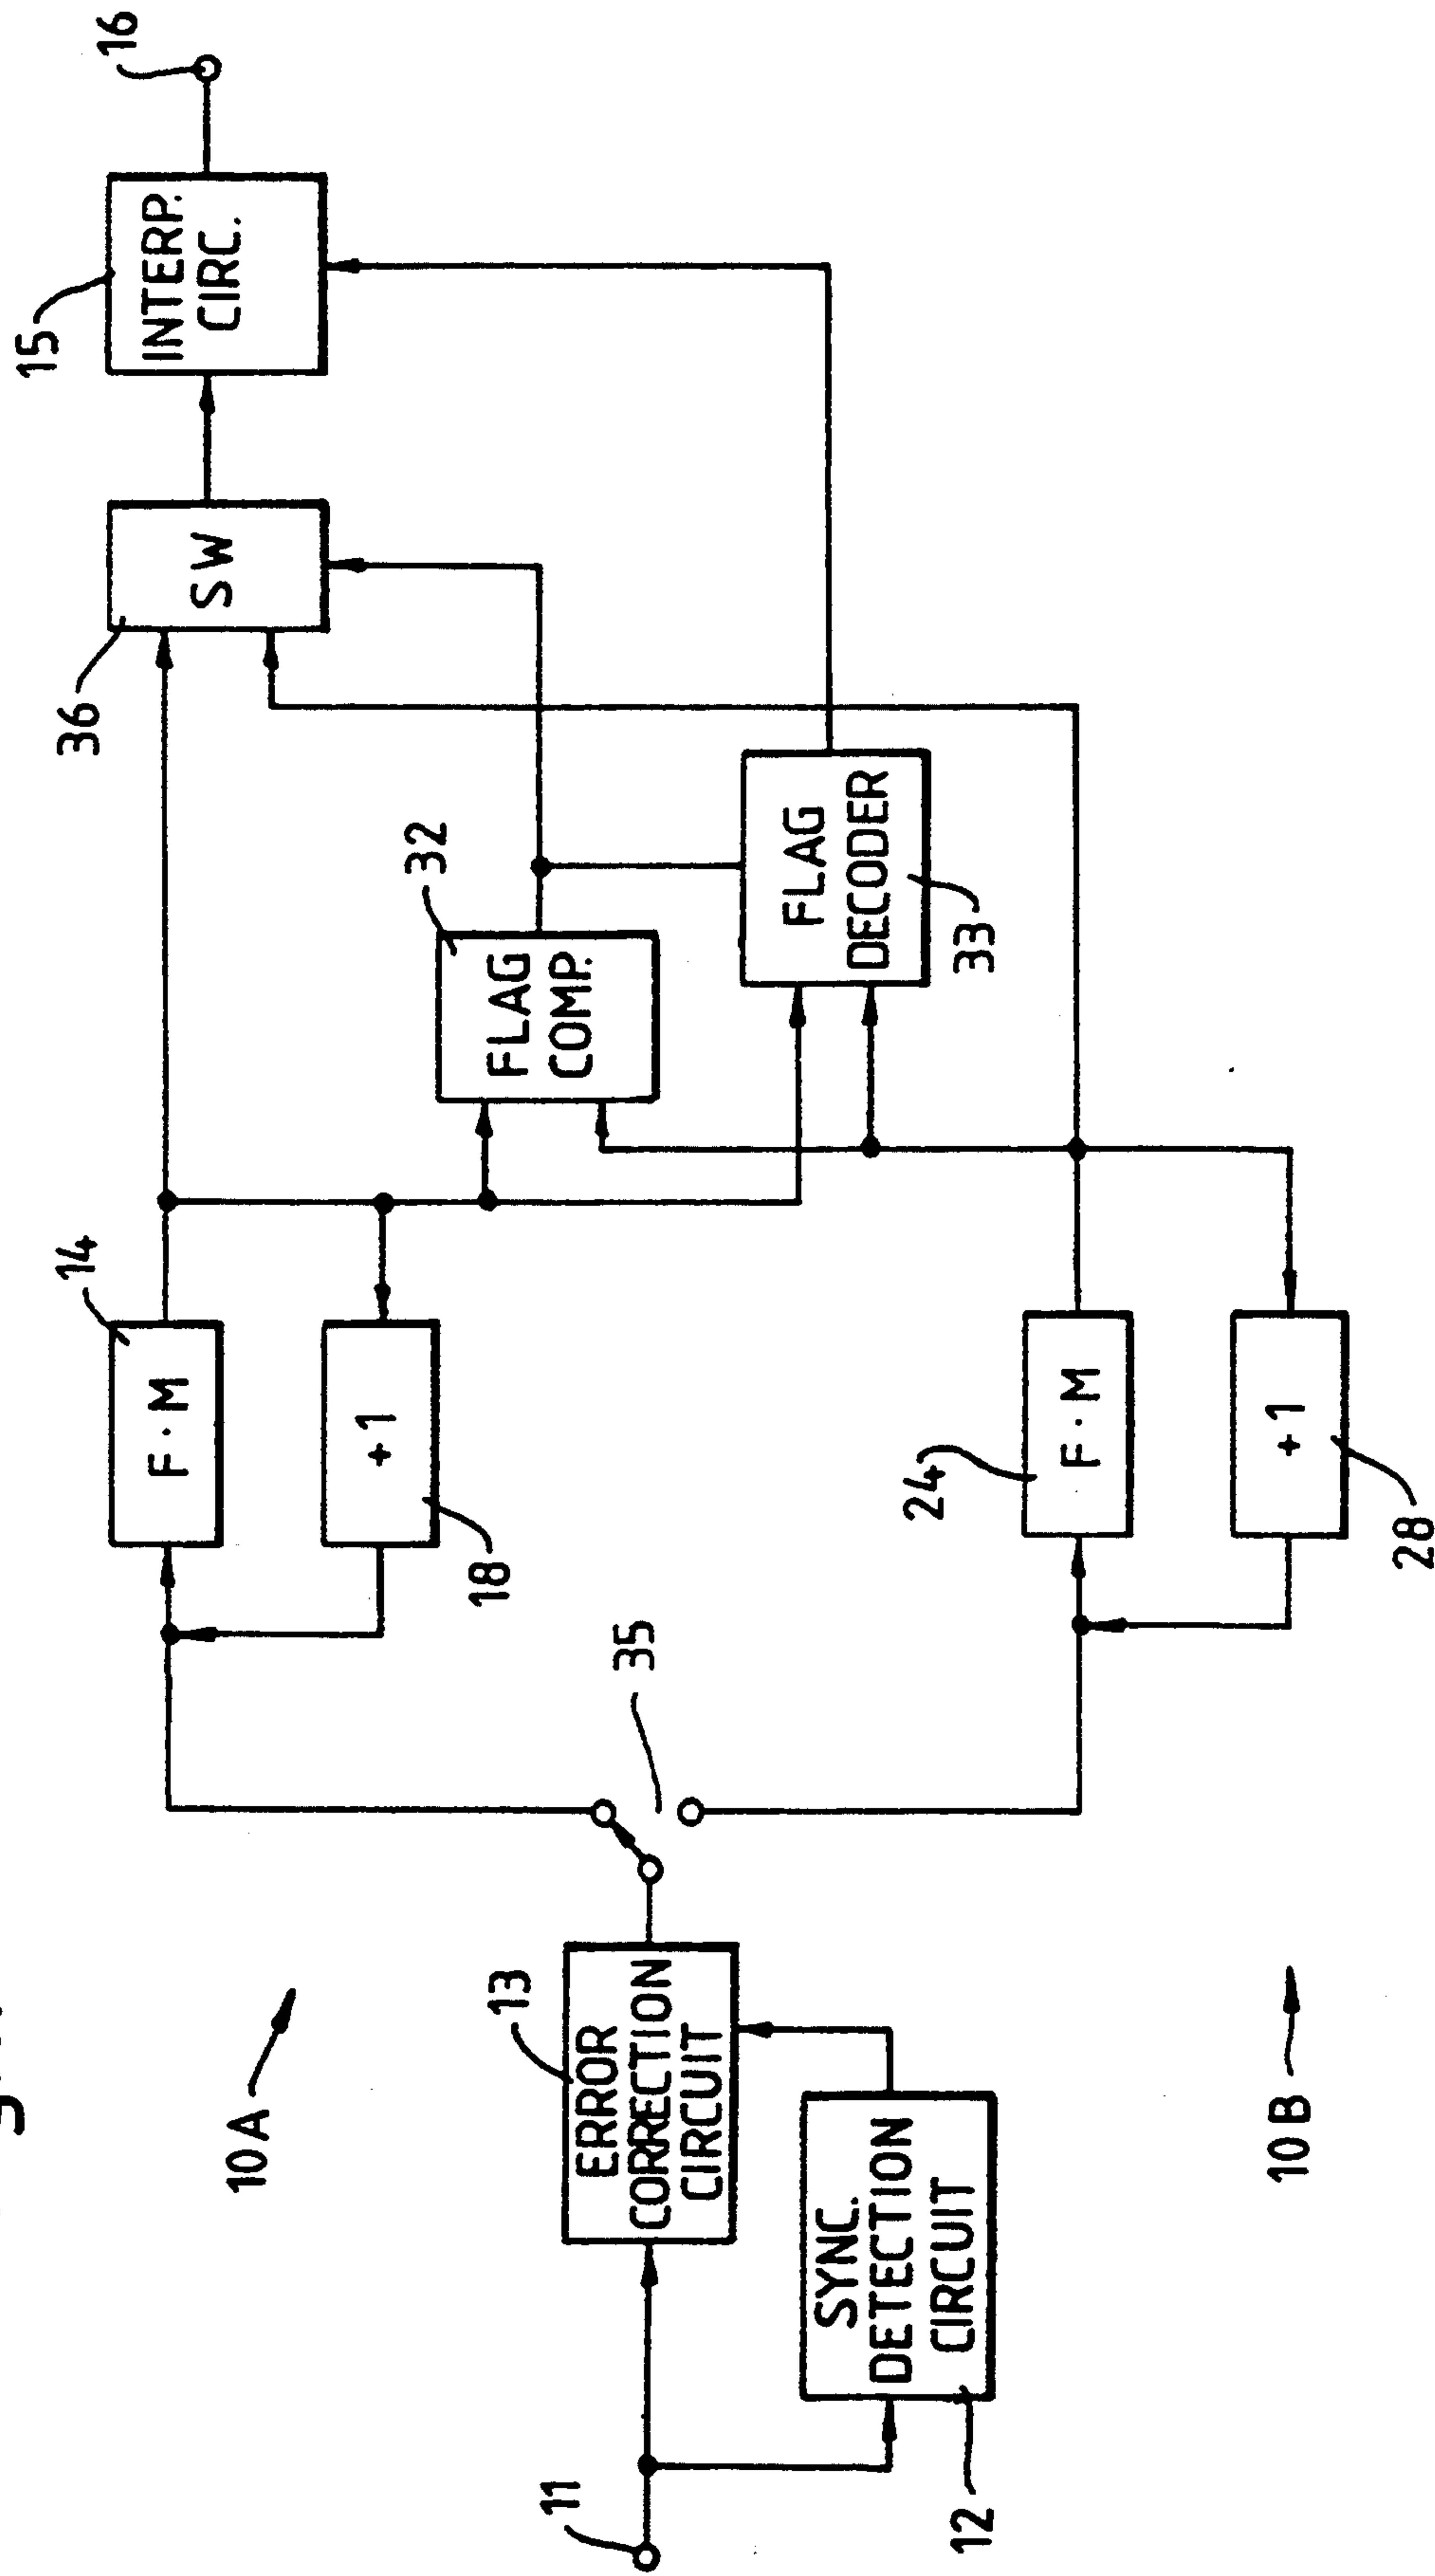 10A
11
12
SYNC.
DETECTION
CIRCUIT
13
ERROR
CORRECTION
CIRCUIT
35
14
F·M
18
+1
24
F·M
28
+1
10B
32
FLAG
COMP.
33
FLAG
DECODER
36
SW
15
INTERP.
CIRC.
16